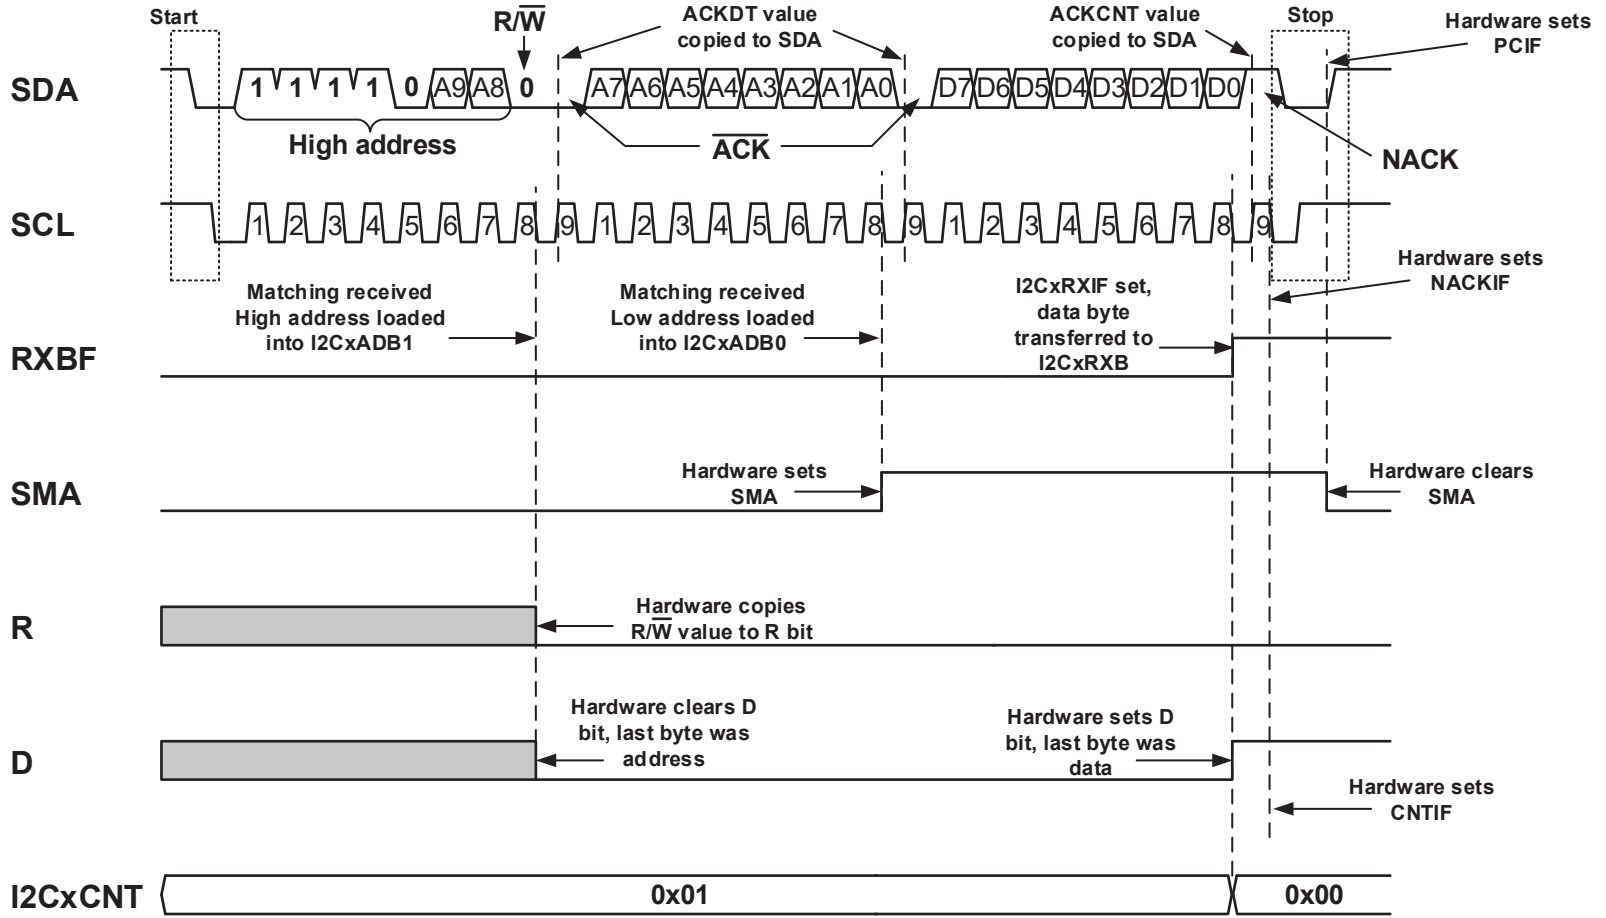 Start
R/W
ACKDT value
copied to SDA
ACKCNT value
copied to SDA
Stop
Hardware sets
PCIF
SDA
1 1 1 1 0 A9 A8 0 A7 A6 A5 A4 A3 A2 A1 A0 D7 D6 D5 D4 D3 D2 D1 D0
High address
ACK
NACK
SCL
1 2 3 4 5 6 7 8 9 1 2 3 4 5 6 7 8 9 1 2 3 4 5 6 7 8 9
Hardware sets
NACKIF
Matching received
High address loaded
into I2CxADB1
Matching received
Low address loaded
into I2CxADB0
I2CxRXIF set,
data byte
transferred to
I2CxRXB
RXBF
Hardware sets
SMA
Hardware clears
SMA
SMA
Hardware copies
R/W value to R bit
R
Hardware clears D
bit, last byte was
address
Hardware sets D
bit, last byte was
data
D
Hardware sets
CNTIF
I2CxCNT
0x01
0x00